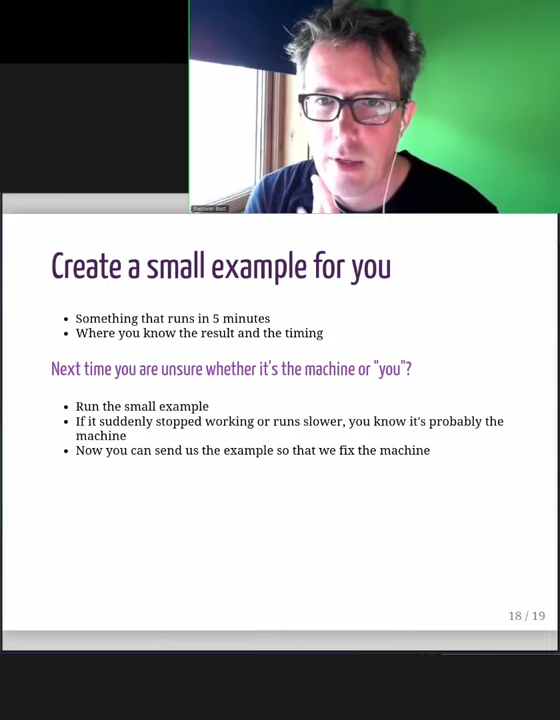 Radovan Bast
Create a small example for you
• Something that runs in 5 minutes
• Where you know the result and the timing
Next time you are unsure whether it's the machine or "you"?
• Run the small example
• If it suddenly stopped working or runs slower, you know it's probably the
machine
• Now you can send us the example so that we fix the machine
18 / 19